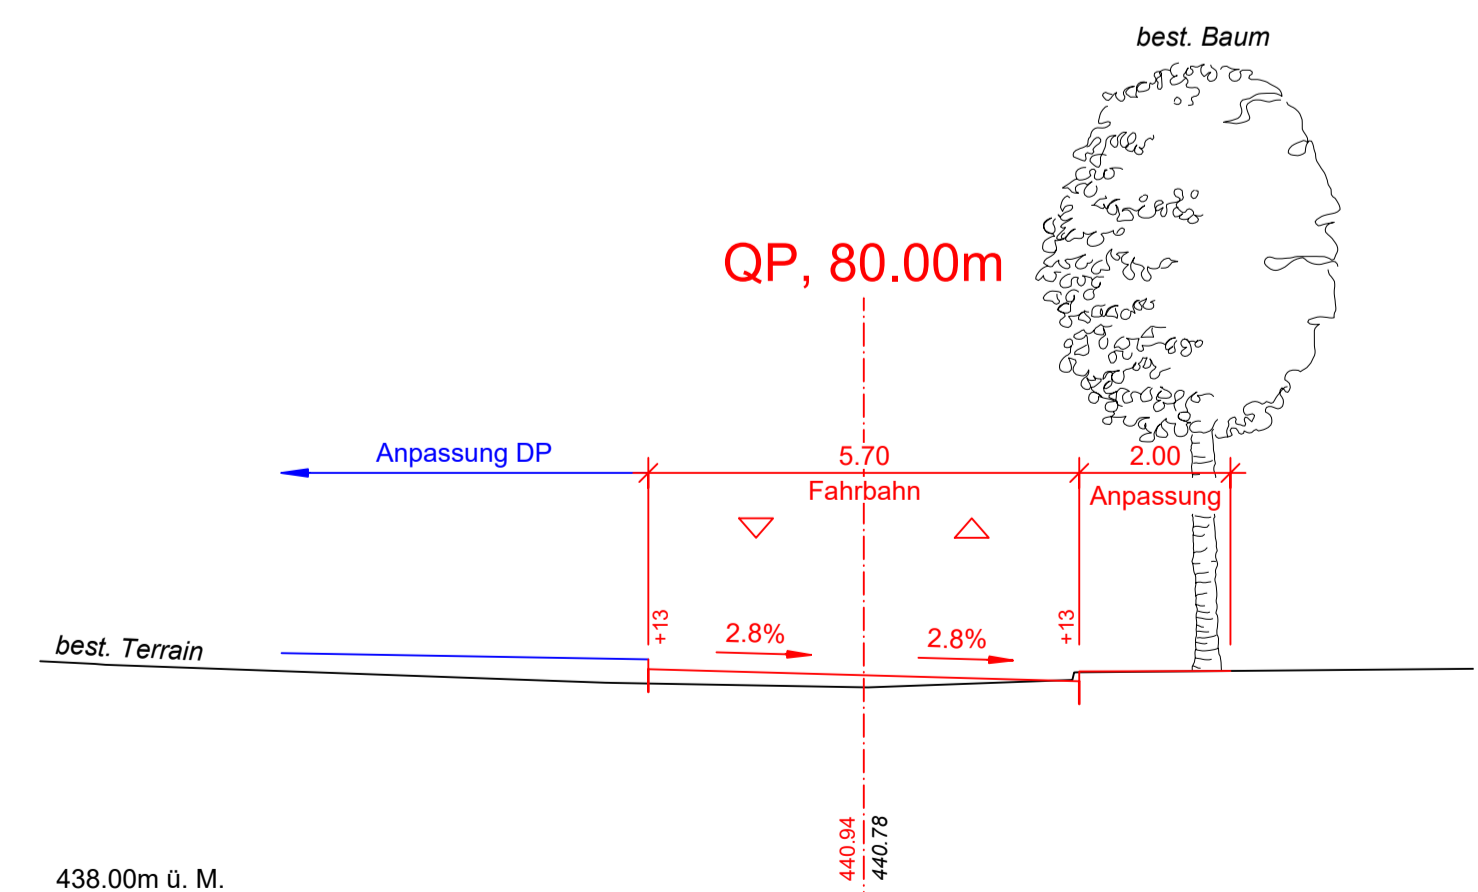 best. Baum
QP, 80.00m
Anpassung DP
5.70
2.00
Fahrbahn
Anpassung
+13
+13
2.8%
2.8%
best. Terrain
440.94
440.78
438.00m ü. M.